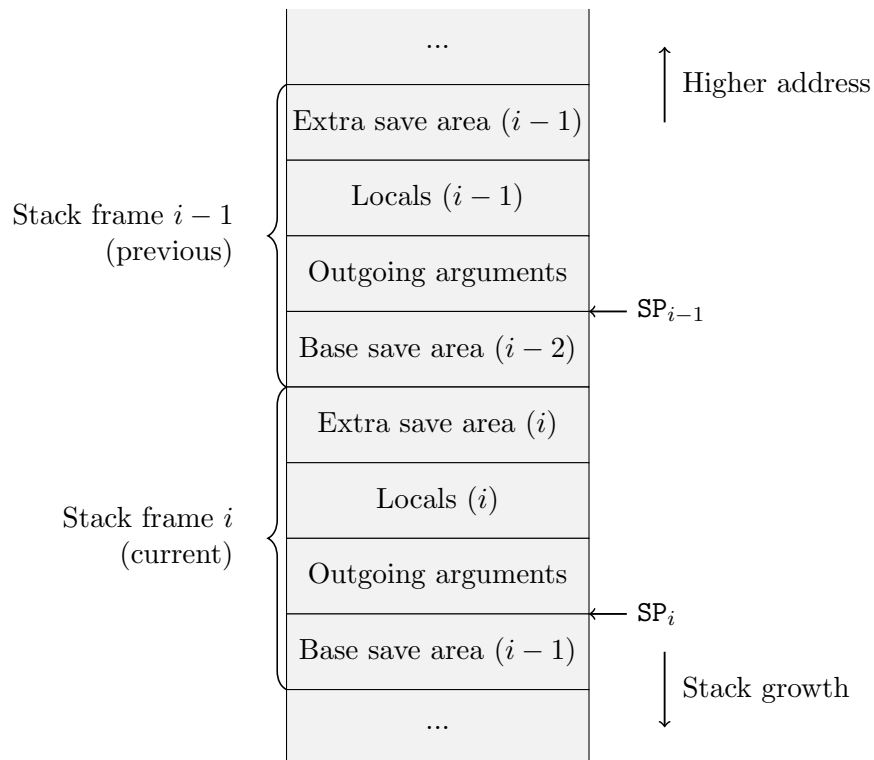 ...
Higher address
Extra save area (i − 1)
Locals (i − 1)
Stack frame i − 1
(previous)
Outgoing arguments
SP_{i−1}
Base save area (i − 2)
Extra save area (i)
Locals (i)
Stack frame i
(current)
Outgoing arguments
SP_i
Base save area (i − 1)
Stack growth
...